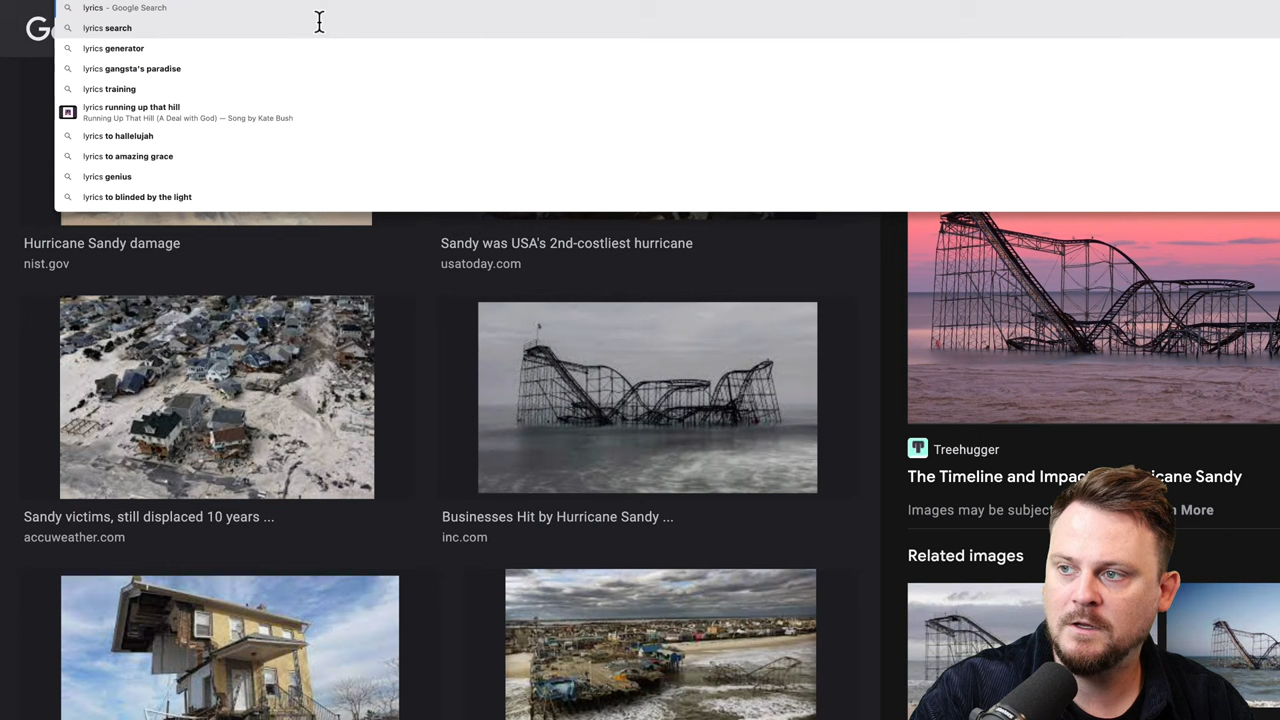 Go
lyrics - Google Search
lyrics search
lyrics generator
lyrics gangsta's paradise
lyrics training
lyrics running up that hill
Running Up That Hill (A Deal with God) — Song by Kate Bush
lyrics to hallelujah
lyrics to amazing grace
lyrics genius
lyrics to blinded by the light
Hurricane Sandy damage
nist.gov
Sandy was USA's 2nd-costliest hurricane
usatoday.com
Sandy victims, still displaced 10 years ...
accuweather.com
Businesses Hit by Hurricane Sandy ...
inc.com
Treehugger
The Timeline and Impac icane Sandy
Images may be subject More
Related images